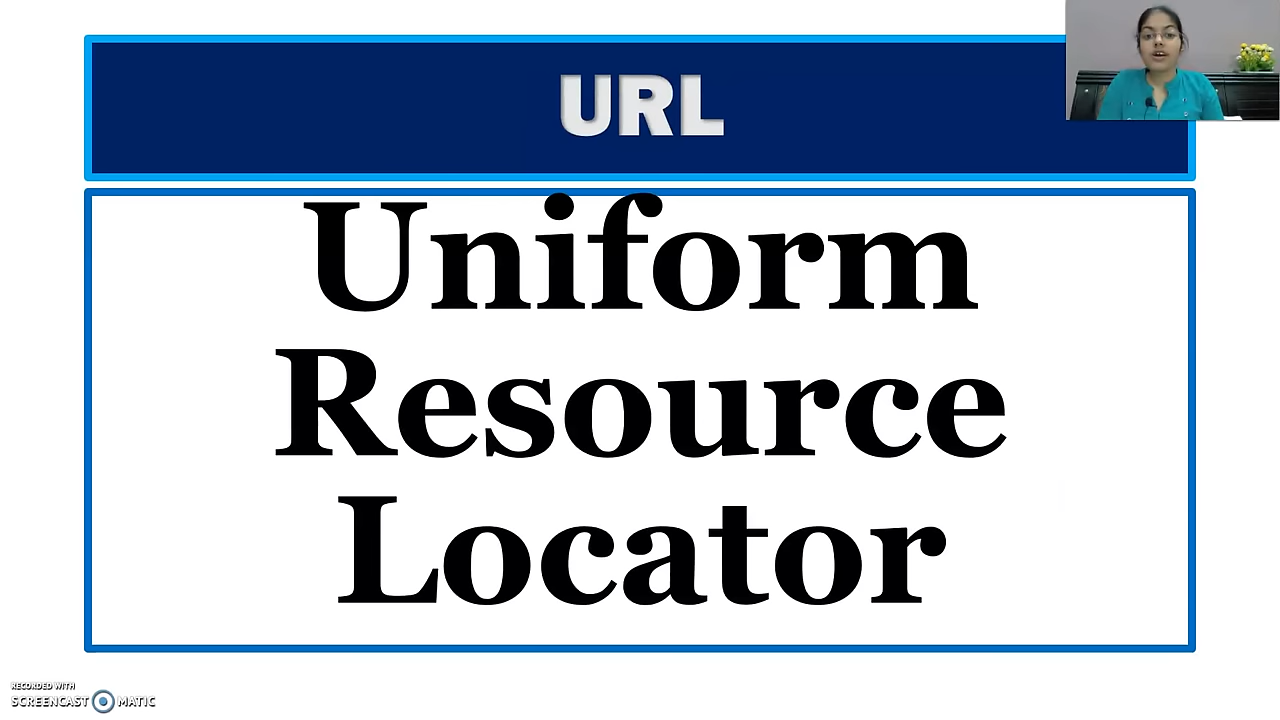 URL
Uniform
Resource
Locator
RECORDED WITH
SCREENCAST MATIC